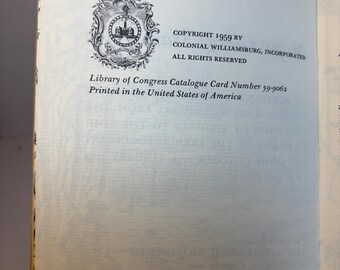 COPYRIGHT 1959 BY
COLONIAL WILLIAMSBURG, INCORPORATED
ALL RIGHTS RESERVED
Library of Congress Catalogue Card Number 59-9062
Printed in the United States of America